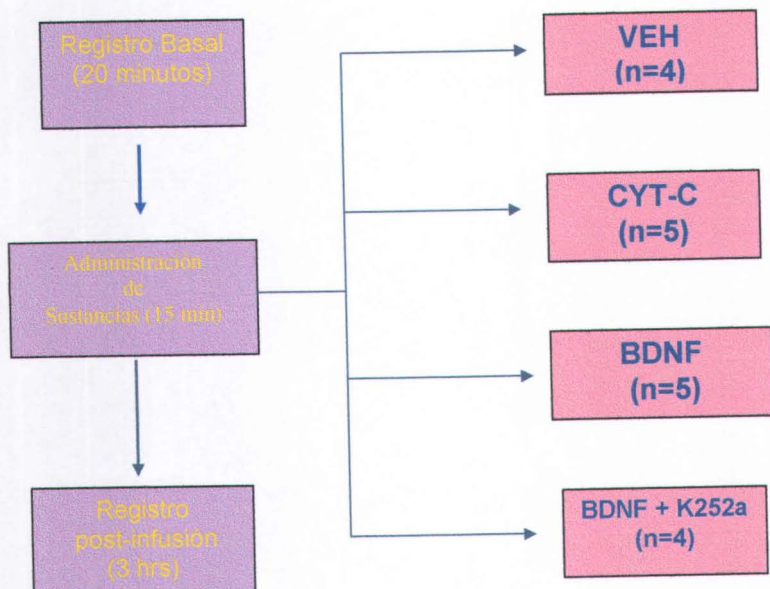 Registro Basal
(20 minutos)
Administración
de
Sustancias (15 min)
Registro
post-infusión
(3 hrs)
VEH
(n=4)
CYT-C
(n=5)
BDNF
(n=5)
BDNF + K252a
(n=4)